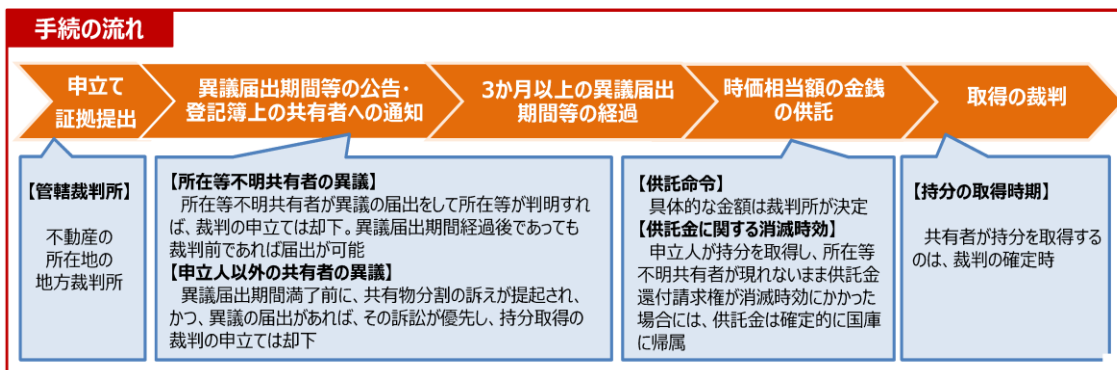 手続の流れ
申立て
証拠提出
異議届出期間等の公告・
登記簿上の共有者への通知
3か月以上の異議届出
期間等の経過
時価相当額の金銭
の供託
取得の裁判
【管轄裁判所】
不動産の
所在地の
地方裁判所
【所在等不明共有者の異議】
所在等不明共有者が異議の届出をして所在等が判明すれ
ば、裁判の申立ては却下。異議届出期間経過後であっても
裁判前であれば届出が可能
【申立人以外の共有者の異議】
異議届出期間満了前に、共有物分割の訴えが提起され、
かつ、異議の届出があれば、その訴訟が優先し、持分取得の
裁判の申立ては却下
【供託命令】
具体的な金額は裁判所が決定
【供託金に関する消滅時効】
申立人が持分を取得し、所在等
不明共有者が現れないまま供託金
還付請求権が消滅時効にかかった
場合には、供託金は確定的に国庫
に帰属
【持分の取得時期】
共有者が持分を取得する
のは、裁判の確定時